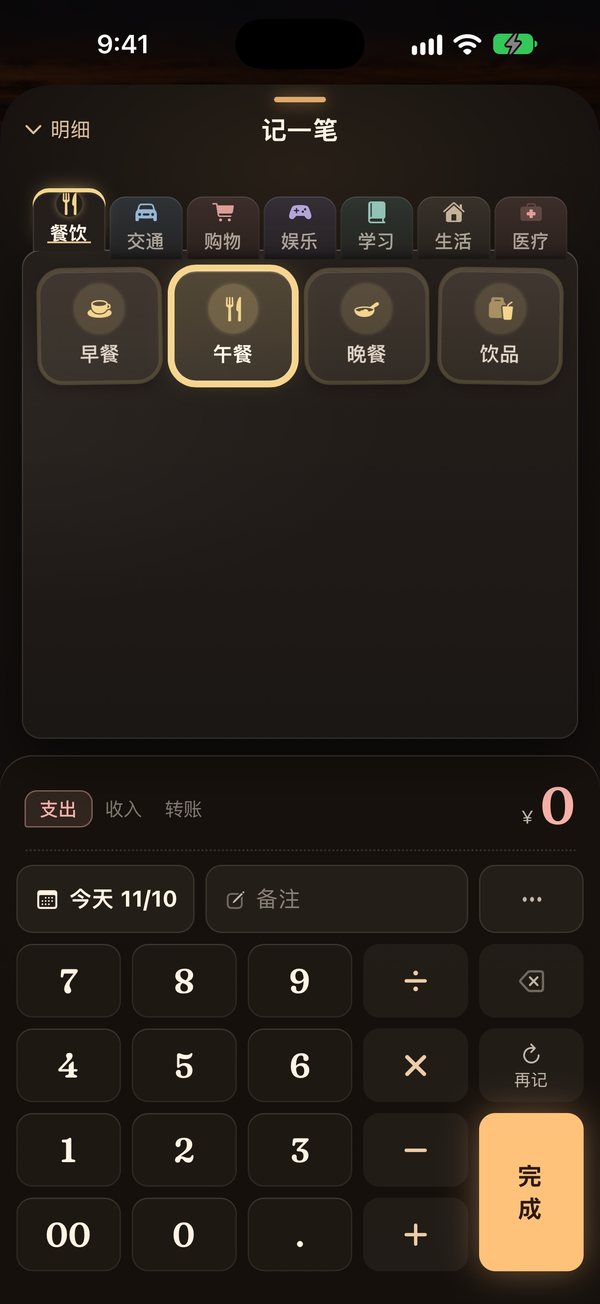 9:41
明细
记一笔
餐饮 交通 购物 娱乐 学习 生活 医疗
早餐 午餐 晚餐 饮品
支出 收入 转账 ¥0
今天 11/10 备注 ···
7 8 9 ÷
4 5 6 × 再记
1 2 3 −
完成
00 0 . +